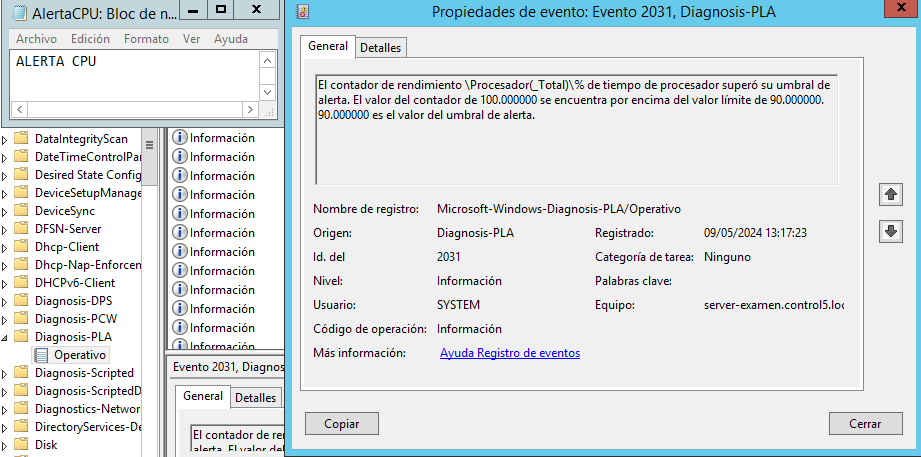 AlertaCPU: Bloc de n...
Archivo Edición Formato Ver Ayuda
ALERTA CPU
DataIntegrityScan
DateTimeControlPa
Desired State Config
DeviceSetupManage
DeviceSync
DFSN-Server
Dhcp-Client
Dhcp-Nap-Enforcen
DHCPv6-Client
Diagnosis-DPS
Diagnosis-PCW
Diagnosis-PLA
Operativo
Diagnosis-Scripted
Diagnosis-ScriptedD
Diagnostics-Networ
DirectoryServices-De
Disk
Información
Información
Información
Información
Información
Información
Información
Información
Información
Información
Información
Información
Evento 2031, Diagnos
General Detalles
El contador de ren
alerta. El valor del
Propiedades de evento: Evento 2031, Diagnosis-PLA
General Detalles
El contador de rendimiento \Procesador(_Total)\% de tiempo de procesador superó su umbral de
alerta. El valor del contador de 100.000000 se encuentra por encima del valor límite de 90.000000.
90.000000 es el valor del umbral de alerta.
Nombre de registro: Microsoft-Windows-Diagnosis-PLA/Operativo
Origen: Diagnosis-PLA Registrado: 09/05/2024 13:17:23
Id. del 2031 Categoría de tarea: Ninguno
Nivel: Información Palabras clave:
Usuario: SYSTEM Equipo: server-examen.control5.loc
Código de operación: Información
Más información: Ayuda Registro de eventos
Copiar Cerrar